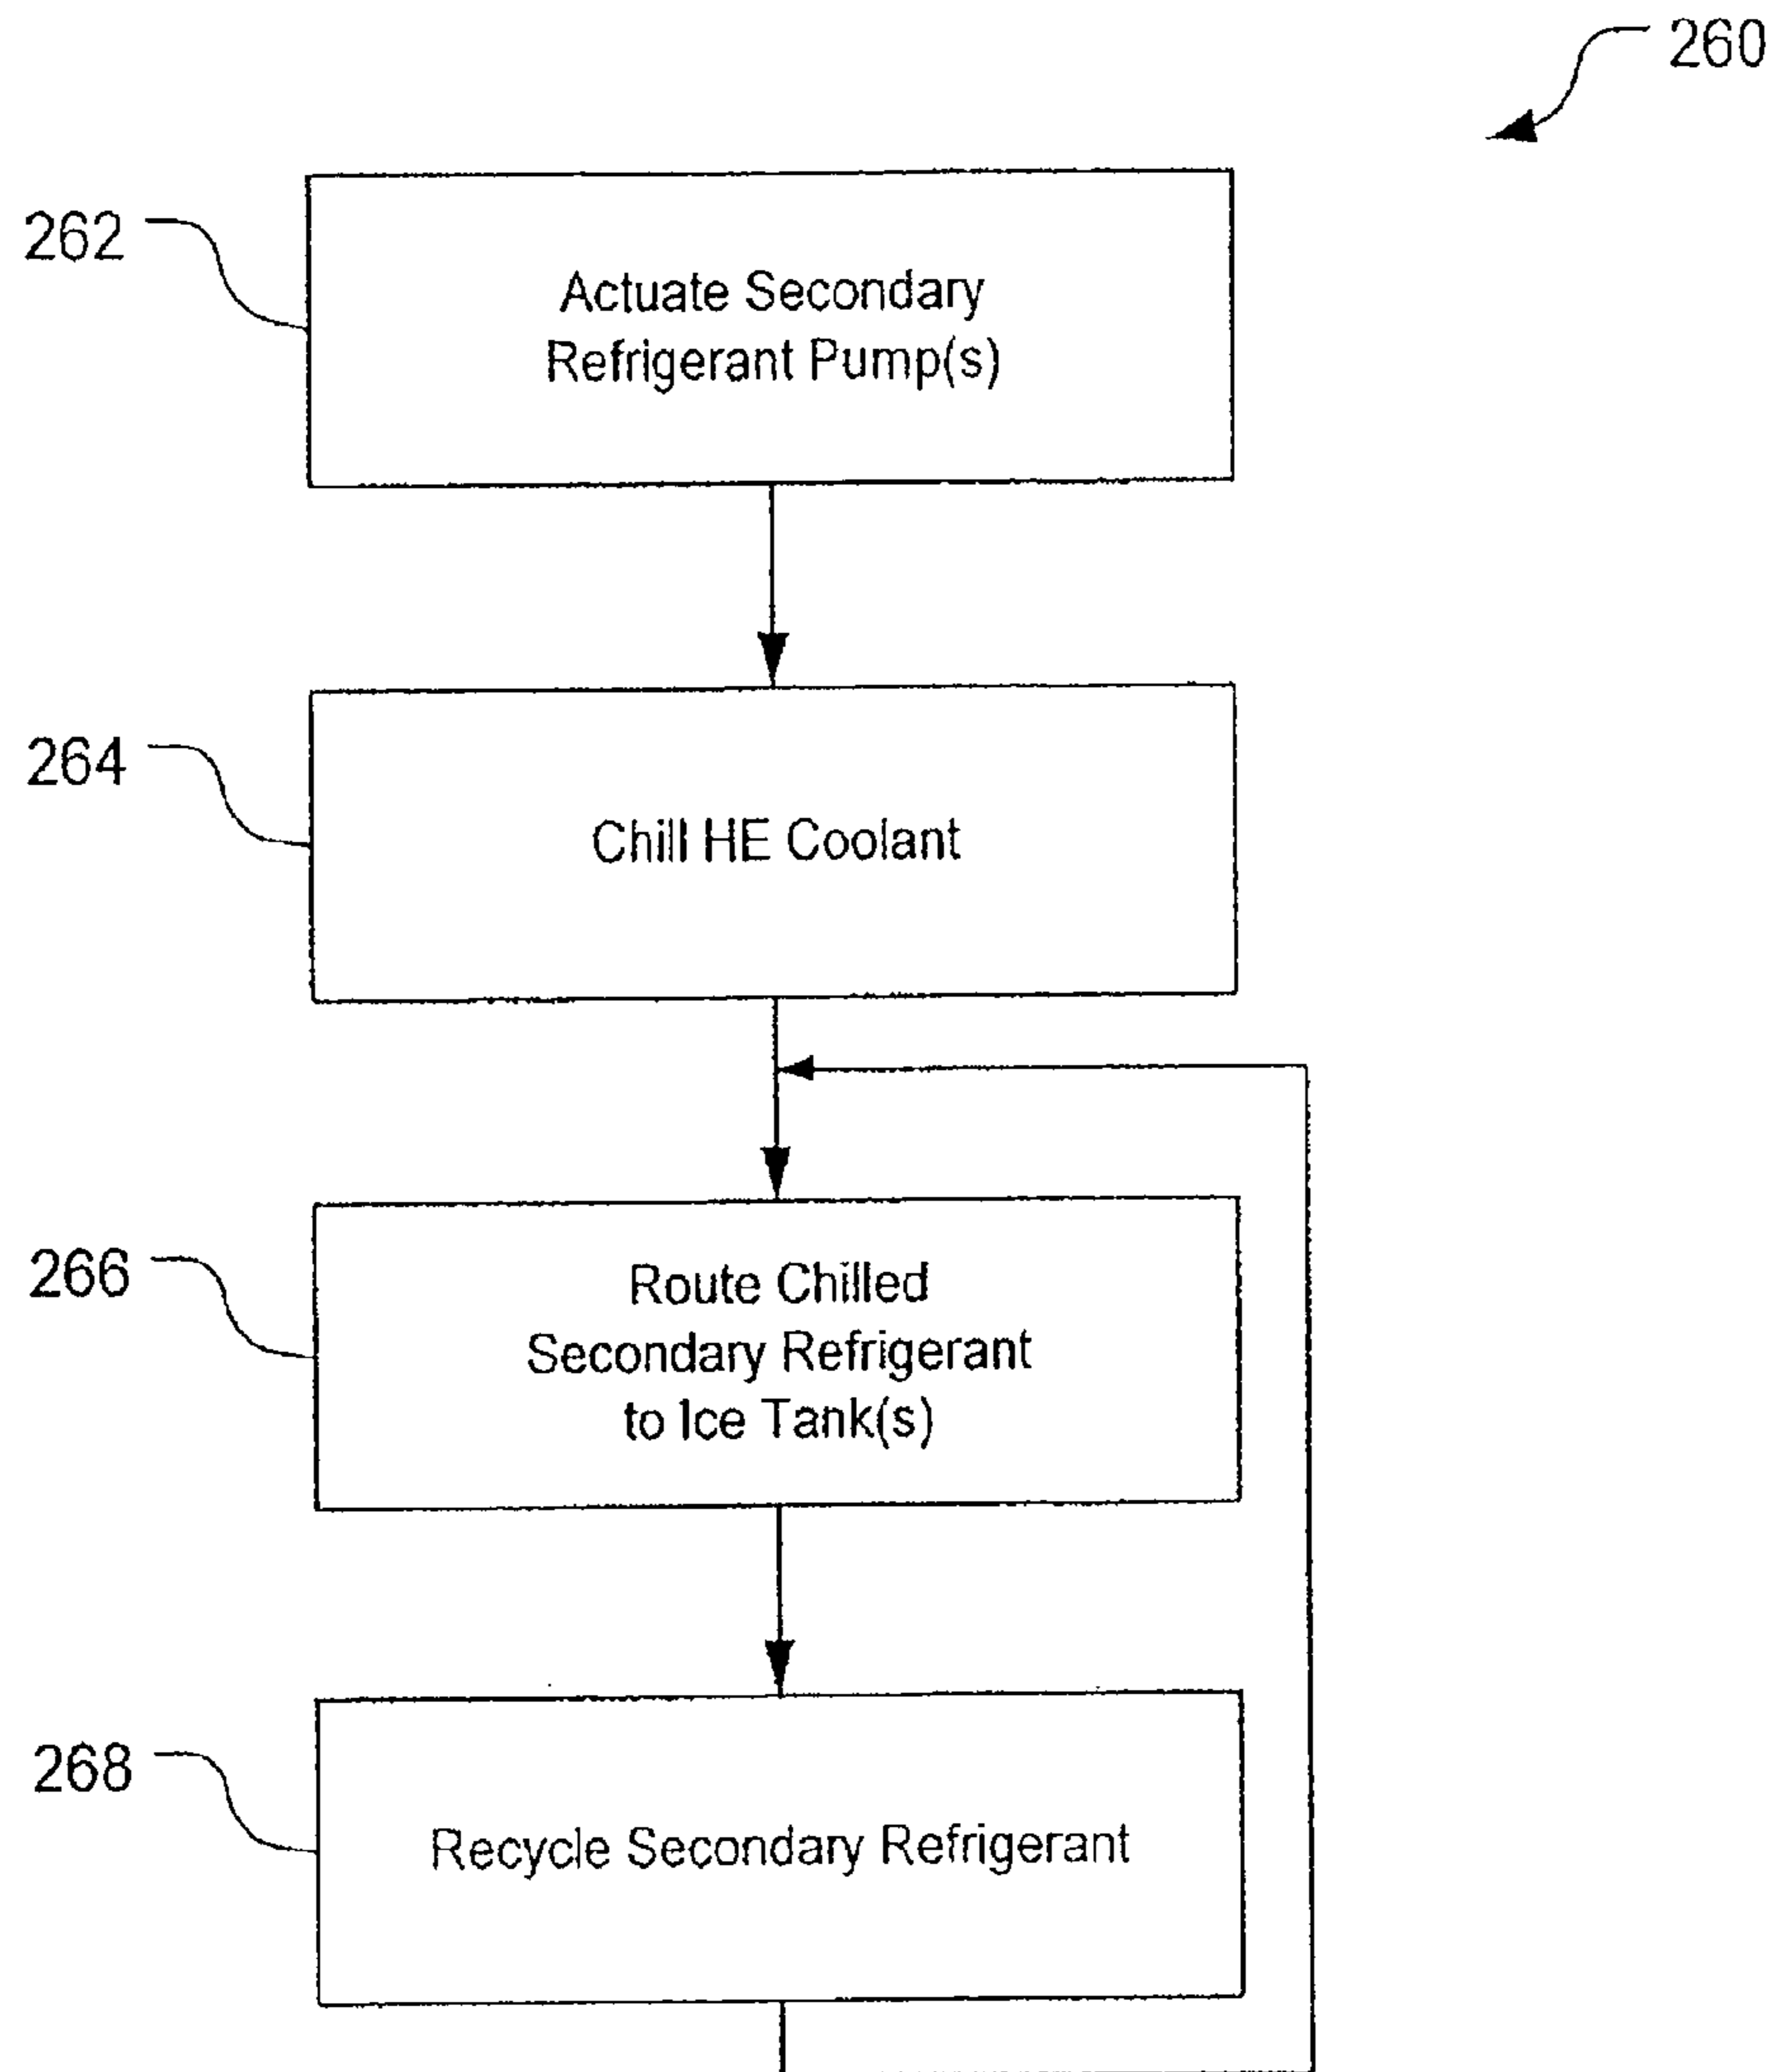 260
262
Actuate Secondary
Refrigerant Pump(s)
264
Chill HE Coolant
266
Route Chilled
Secondary Refrigerant
to Ice Tank(s)
268
Recycle Secondary Refrigerant